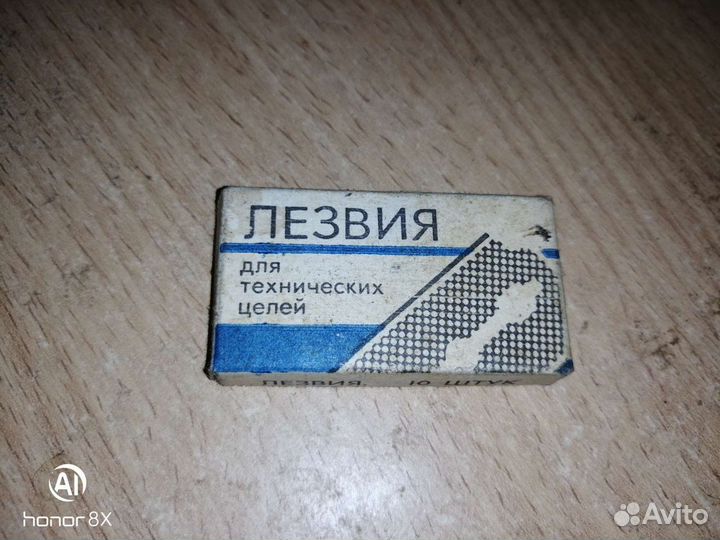 ЛЕЗВИЯ
для
технических
целей
ЛЕЗВИЯ 10 ШТУК
AI
honor 8X
Avito